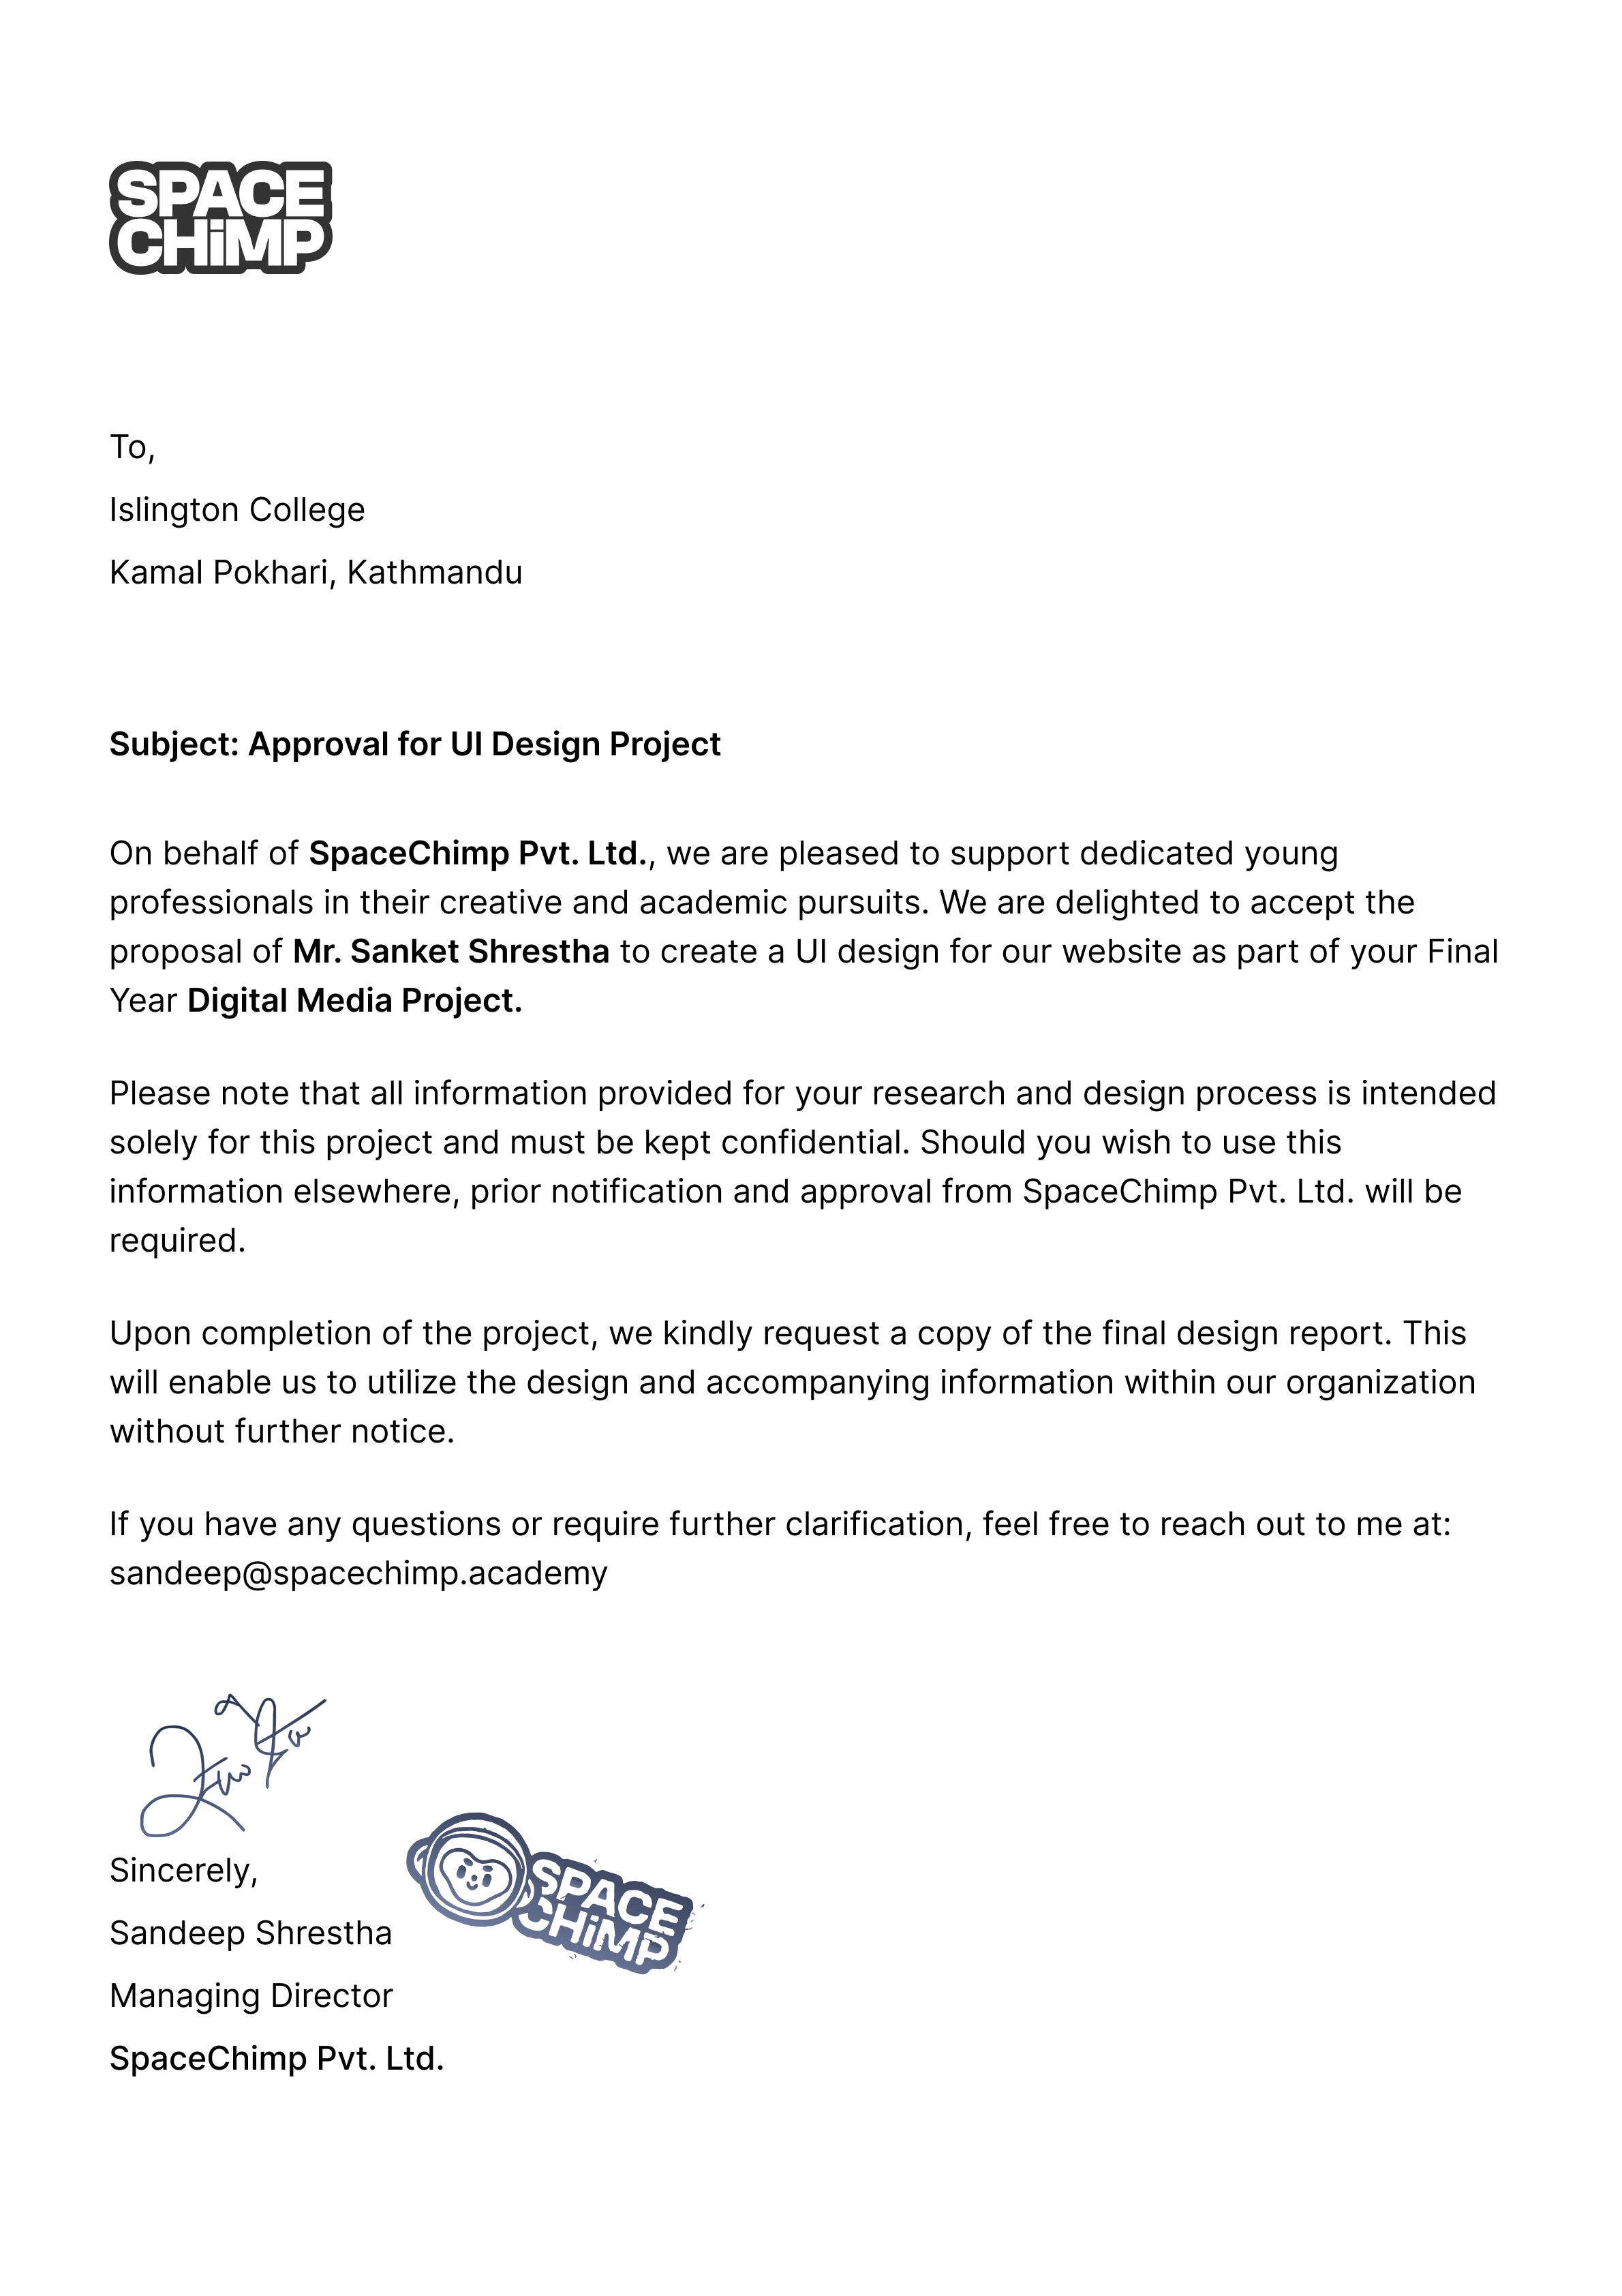 SPACE
CHiMP
To,
Islington College
Kamal Pokhari, Kathmandu
Subject: Approval for UI Design Project
On behalf of SpaceChimp Pvt. Ltd., we are pleased to support dedicated young
professionals in their creative and academic pursuits. We are delighted to accept the
proposal of Mr. Sanket Shrestha to create a UI design for our website as part of your Final
Year Digital Media Project.
Please note that all information provided for your research and design process is intended
solely for this project and must be kept confidential. Should you wish to use this
information elsewhere, prior notification and approval from SpaceChimp Pvt. Ltd. will be
required.
Upon completion of the project, we kindly request a copy of the final design report. This
will enable us to utilize the design and accompanying information within our organization
without further notice.
If you have any questions or require further clarification, feel free to reach out to me at:
sandeep@spacechimp.academy
Sincerely,
Sandeep Shrestha
Managing Director
SpaceChimp Pvt. Ltd.
SPACE
CHiMP